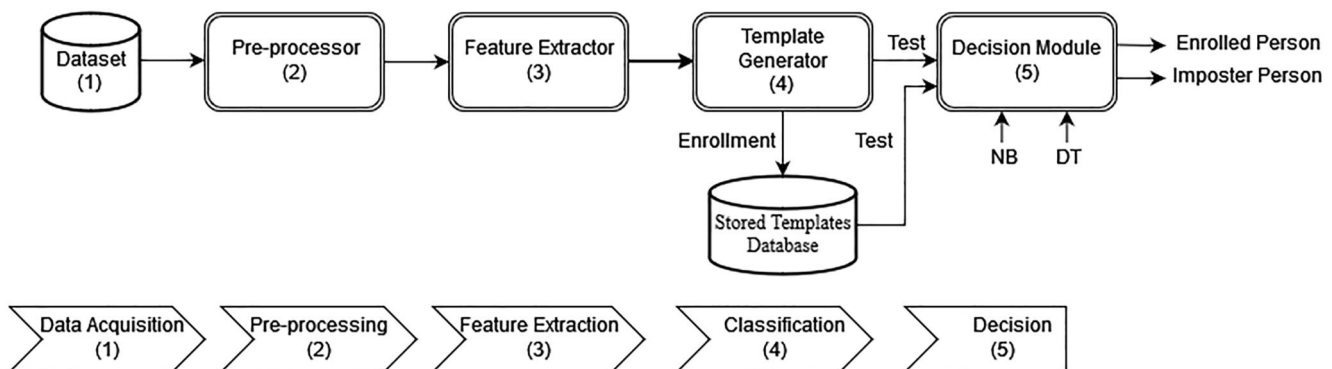 Dataset
(1)
Pre-processor
(2)
Feature Extractor
(3)
Template
Generator
(4)
Test
Decision Module
(5)
Enrolled Person
Imposter Person
Enrollment
Test
NB
DT
Stored Templates
Database
Data Acquisition
(1)
Pre-processing
(2)
Feature Extraction
(3)
Classification
(4)
Decision
(5)